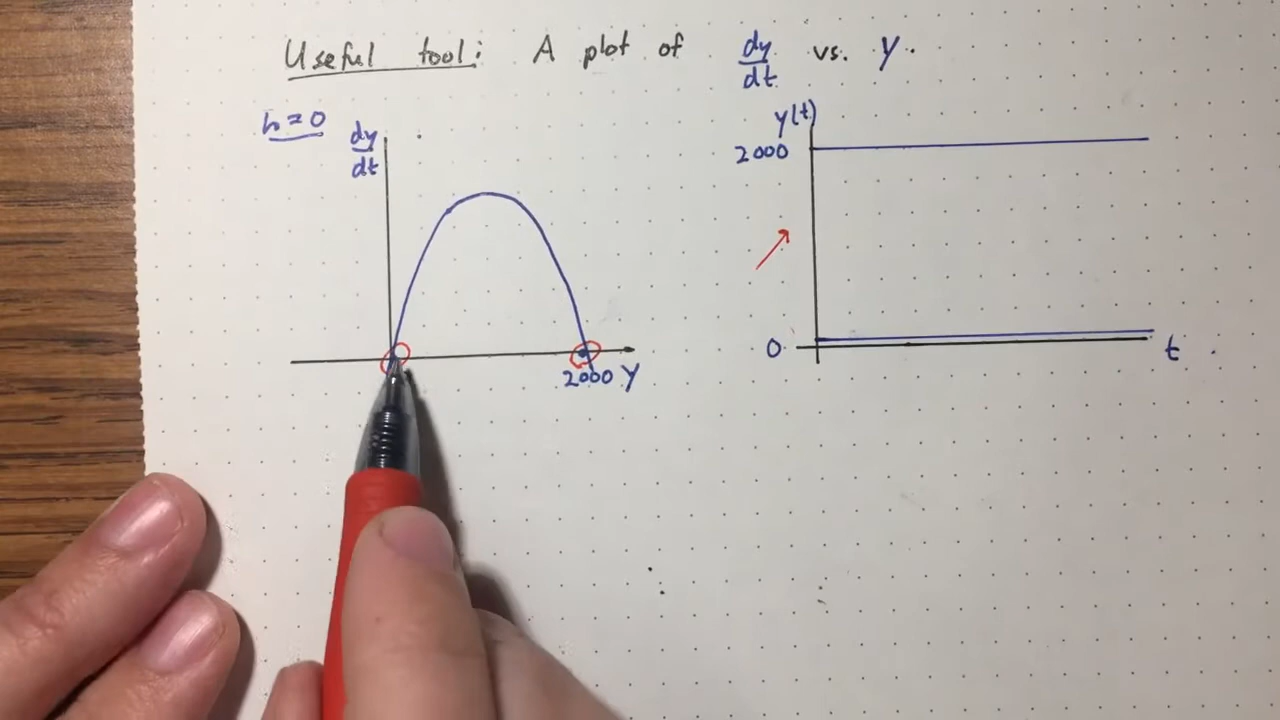 Useful tool: A plot of dy/dt vs. y.
h=0
dy/dt
2000 y
y(t)
2000
0
t